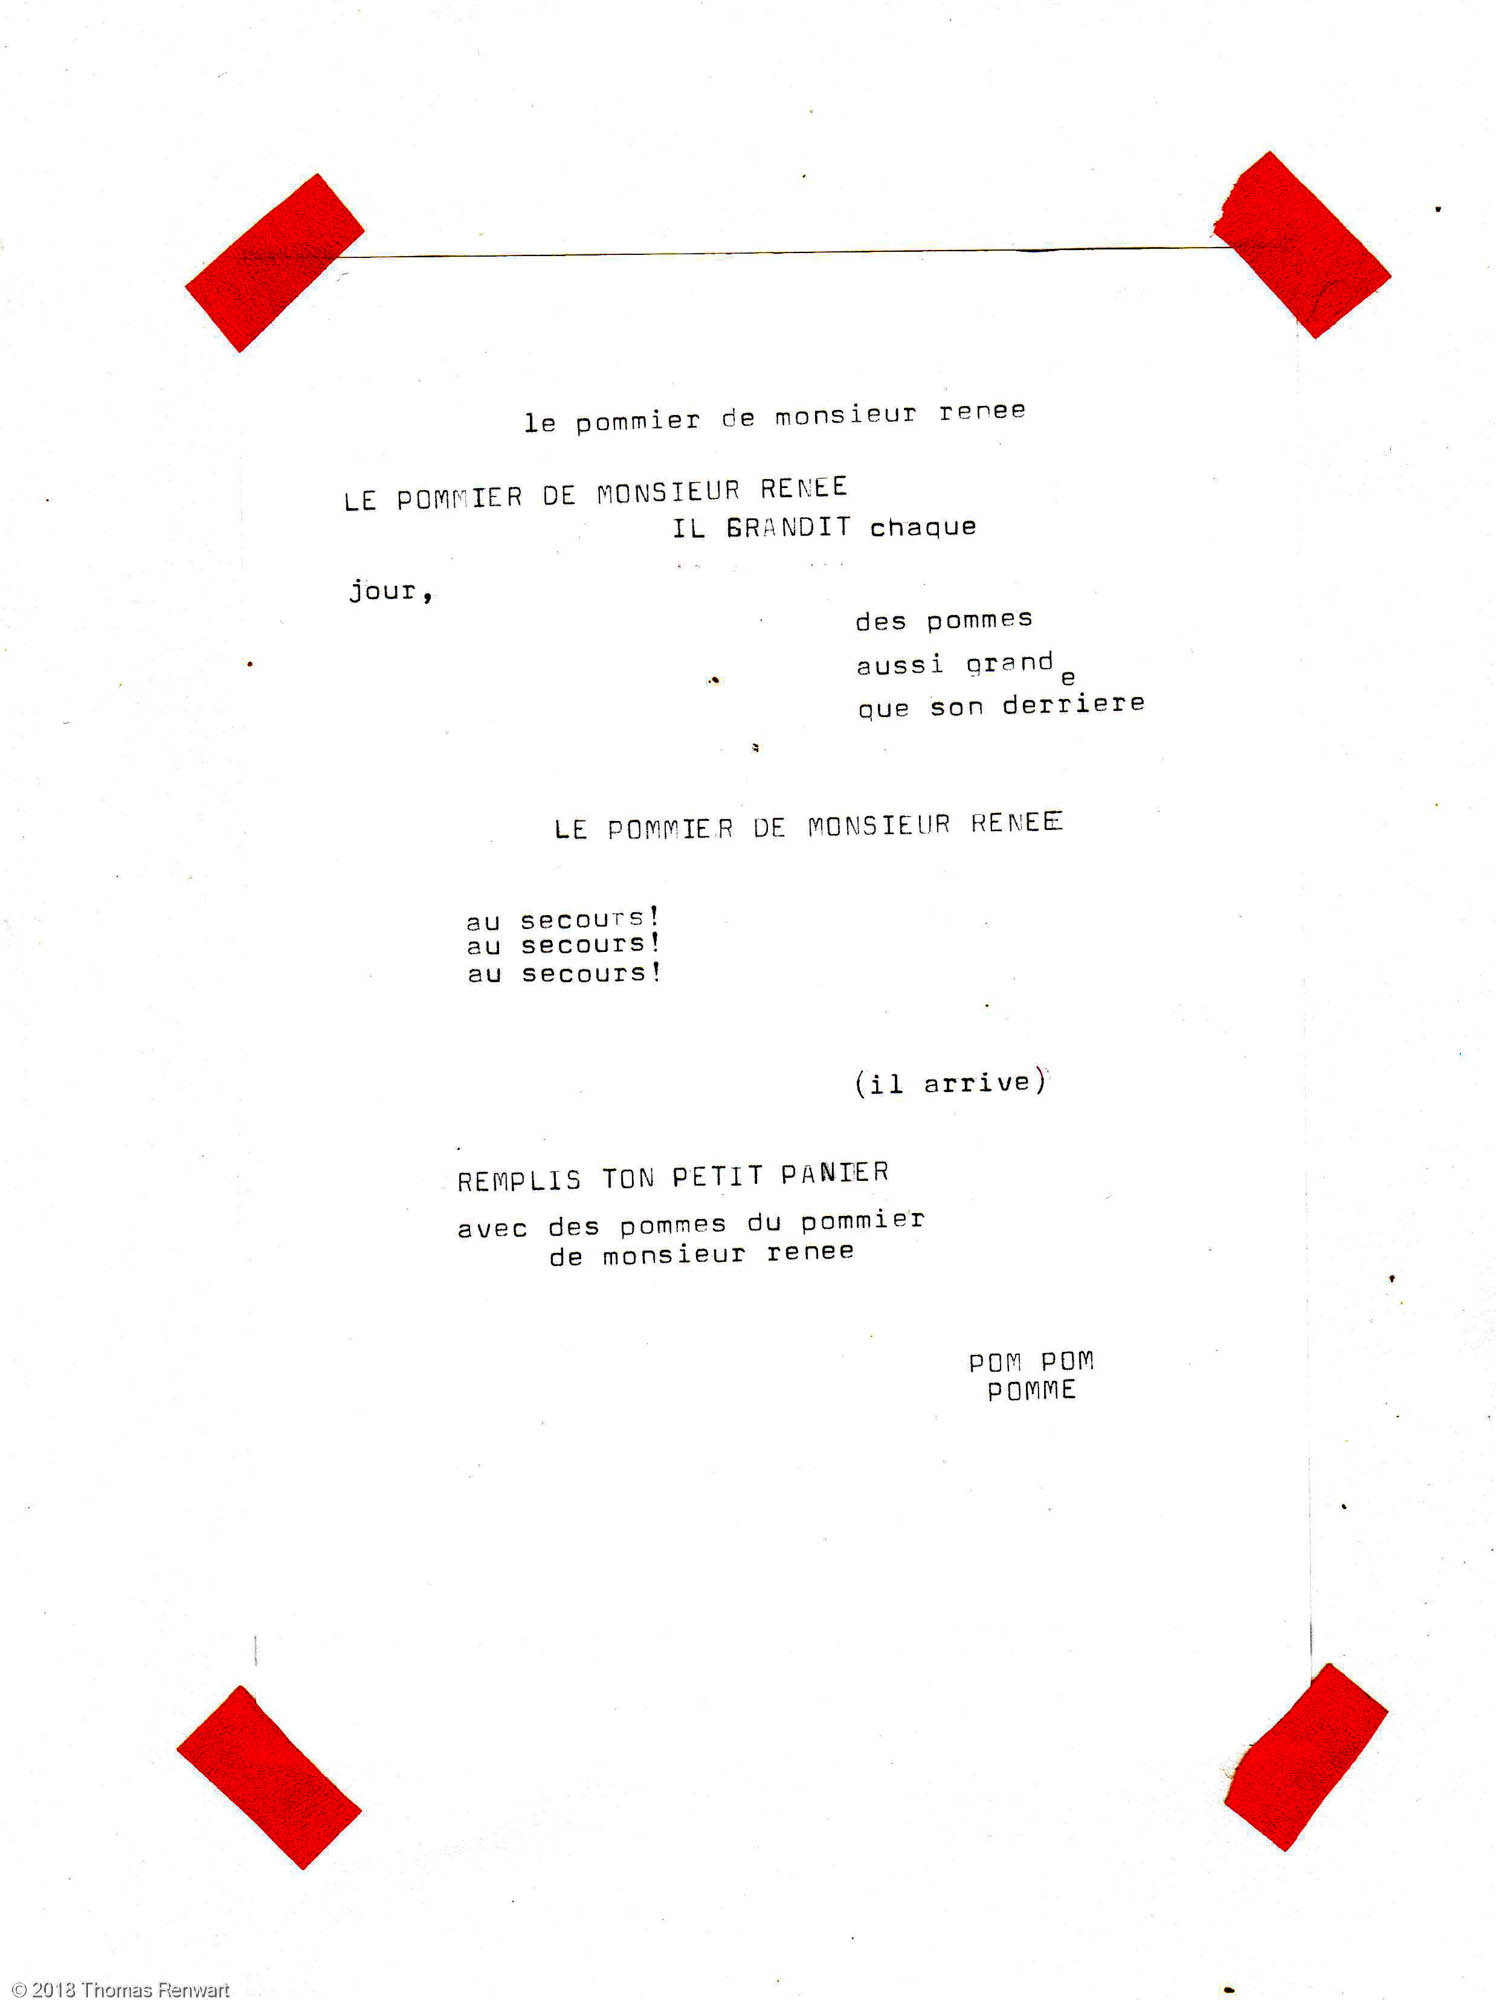 le pommier de monsieur renee
LE POMMIER DE MONSIEUR RENEE
IL GRANDIT chaque
jour,
des pommes
aussi grande
que son derriere
LE POMMIER DE MONSIEUR RENEE
au secours!
au secours!
au secours!
(il arrive)
REMPLIS TON PETIT PANIER
avec des pommes du pommier
de monsieur renee
POM POM
POMME
© 2018 Thomas Renwart